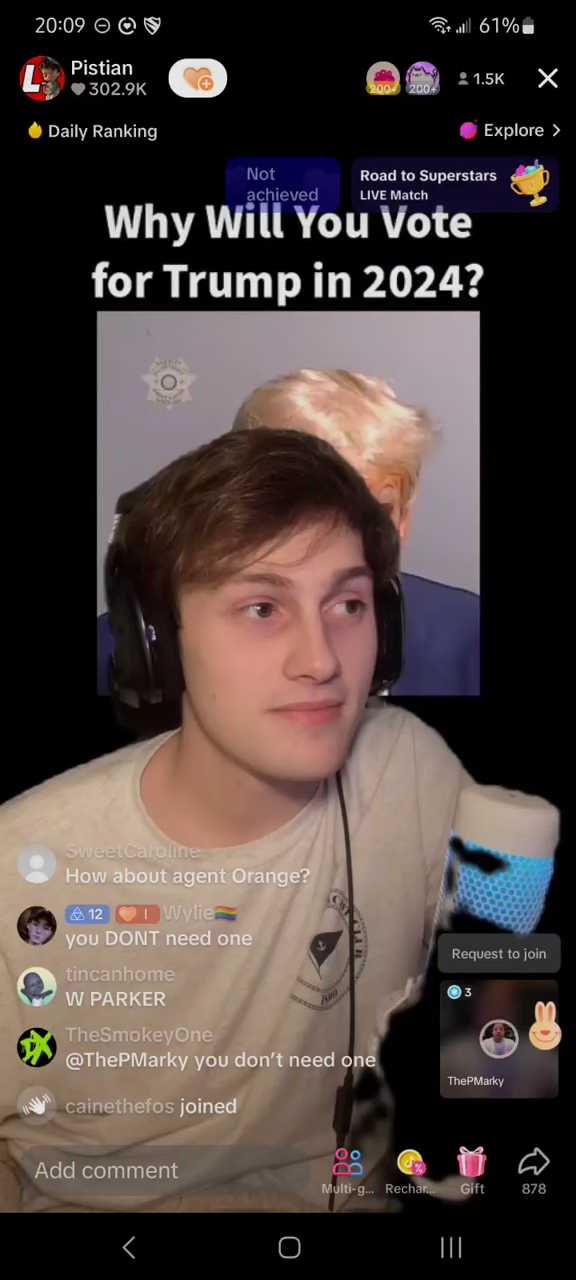 20:09
61%
Pistian
302.9K
200+
200+
1.5K
Daily Ranking
Explore
Not
achieved
Road to Superstars
LIVE Match
Why Will You Vote
for Trump in 2024?
SweetCaroline
How about agent Orange?
12
I
Wylie🏳️‍🌈
you DONT need one
tincanhome
W PARKER
TheSmokeyOne
@ThePMarky you don't need one
cainethefos joined
Request to join
3
ThePMarky
Add comment
Multi-g...
Rechar...
Gift
878